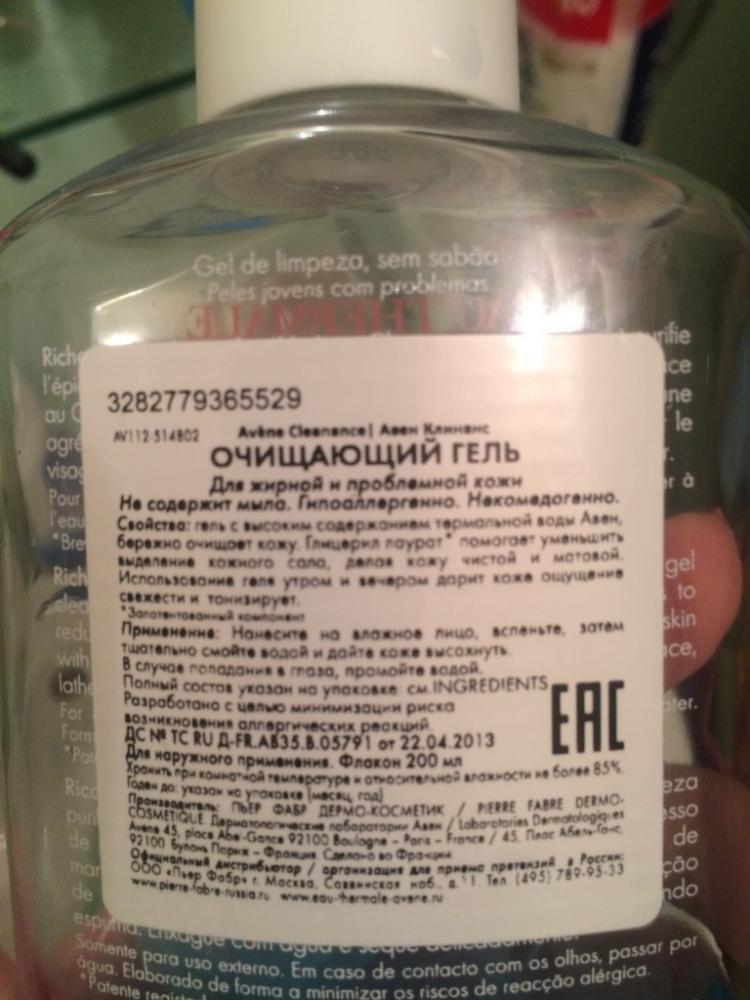 Gel de limpeza, sem sabão
Peles jovens com problemas
EAU THERMALE
3282779365529
AV112-514802 Avène Cleanance| Авен Клинанс
ОЧИЩАЮЩИЙ ГЕЛЬ
Для жирной и проблемной кожи
Не содержит мыла. Гипоаллергенно. Некомедогенно.
Свойства: гель с высоким содержанием термальной воды Авен,
бережно очищает кожу. Глицерил лаурат* помогает уменьшить
выделение кожного сала, делая кожу чистой и матовой.
Использование геля утром и вечером дарит коже ощущение
свежести и тонизирует.
*Запатентованный компонент
Применение: Нанесите на влажное лицо, вспеньте, затем
тщательно смойте водой и дайте коже высохнуть.
В случае попадания в глаза, промойте водой.
Полный состав указан на упаковке: см.INGREDIENTS
Разработано с целью минимизации риска
возникновения аллергических реакций.
ДС № ТС RU Д-FR.АБ35.В.05791 от 22.04.2013
Для наружного применения. Флакон 200 мл
ЕАС
Хранить при комнатной температуре и относительной влажности не более 85%.
Годен до: указан на упаковке (месяц, год)
Производитель: ПЬЕР ФАБР ДЕРМО-КОСМЕТИК / PIERRE FABRE DERMO-
COSMETIQUE Дерматологические лаборатории Авен / Laboratories Dermatologiques
Avene 45, place Abel-Gance 92100 Boulogne – Paris – France / 45, Плас Абель-Ганс,
92100 Булонь Париж – Франция Сделано во Франции
Официальный дистрибьютор / организация для приема претензий в России:
ООО «Пьер Фабр» г. Москва, Саввинская наб., Тел. (495) 789-95-33
www.pierre-fabre-russia.ru www.eau-thermale-avene.ru
espuma. Enxague com água e seque delicadamente.
Somente para uso externo. Em caso de contacto com os olhos, passar por
água. Elaborado de forma a minimizar os riscos de reacção alérgica.
*Patente